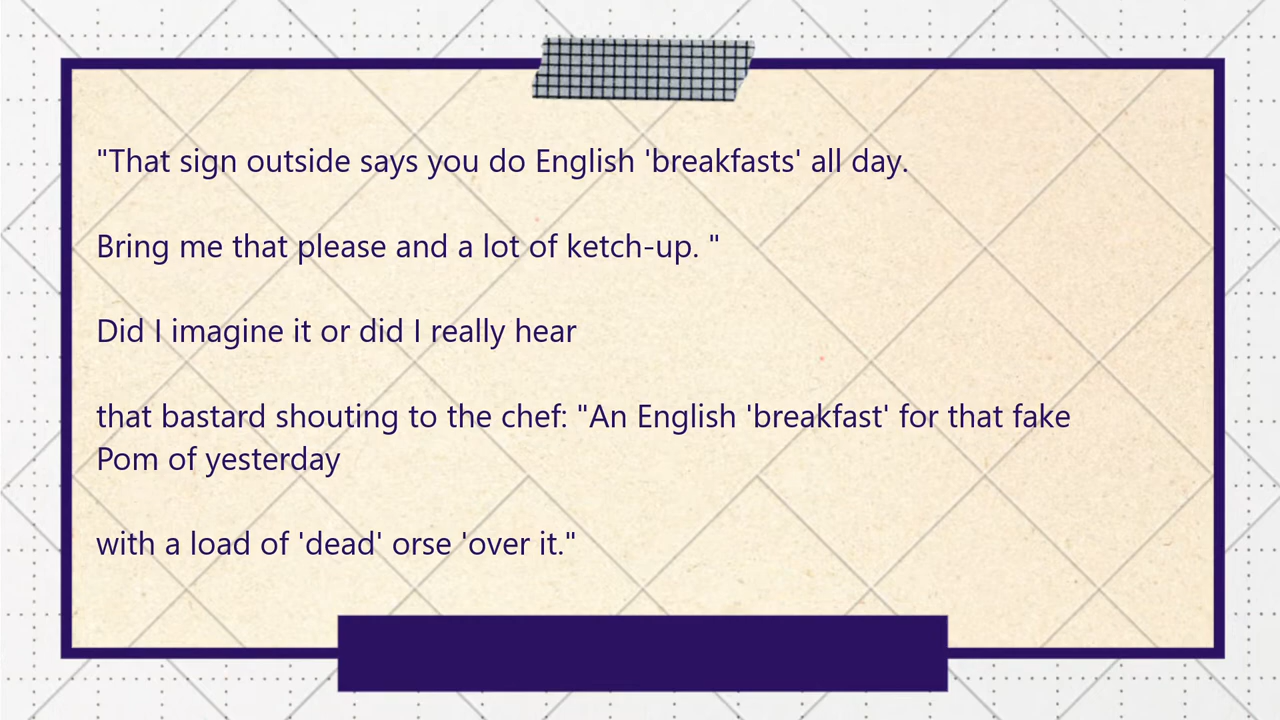 "That sign outside says you do English 'breakfasts' all day.
Bring me that please and a lot of ketch-up. "
Did I imagine it or did I really hear
that bastard shouting to the chef: "An English 'breakfast' for that fake
Pom of yesterday
with a load of 'dead' orse 'over it."